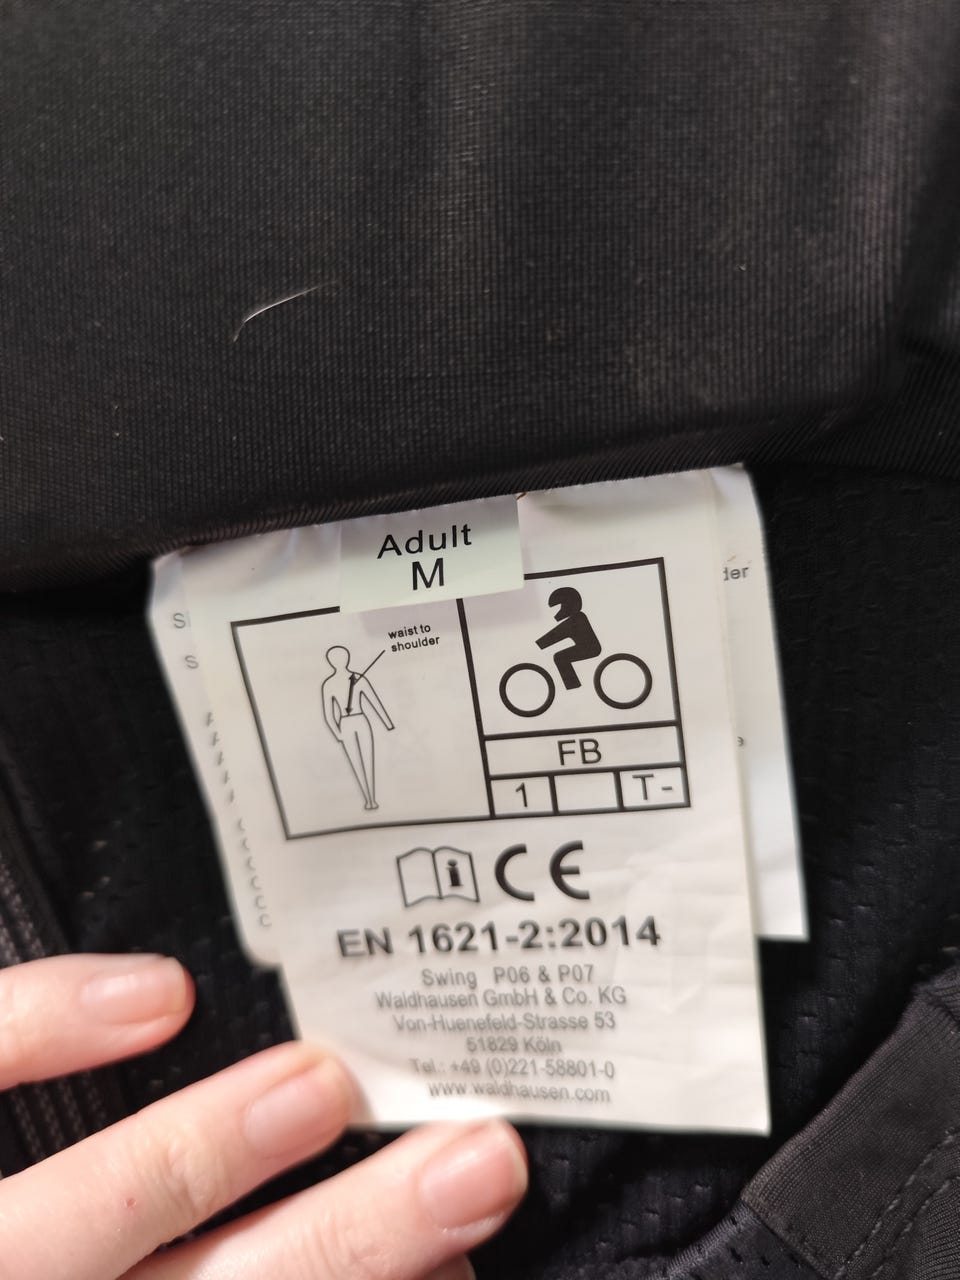 Adult
M
waist to
shoulder
FB
1 T-
i
CE
EN 1621-2:2014
Swing P06 & P07
Waldhausen GmbH & Co. KG
Von-Huenefeld-Strasse 53
51829 Köln
Tel.: +49 (0)221-58801-0
www.waldhausen.com